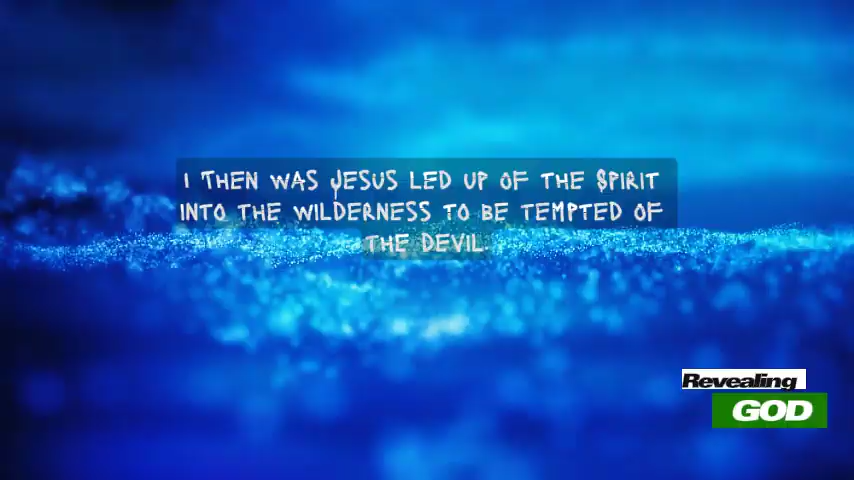 1 THEN WAS JESUS LED UP OF THE SPIRIT
INTO THE WILDERNESS TO BE TEMPTED OF
THE DEVIL.
Revealing
GOD